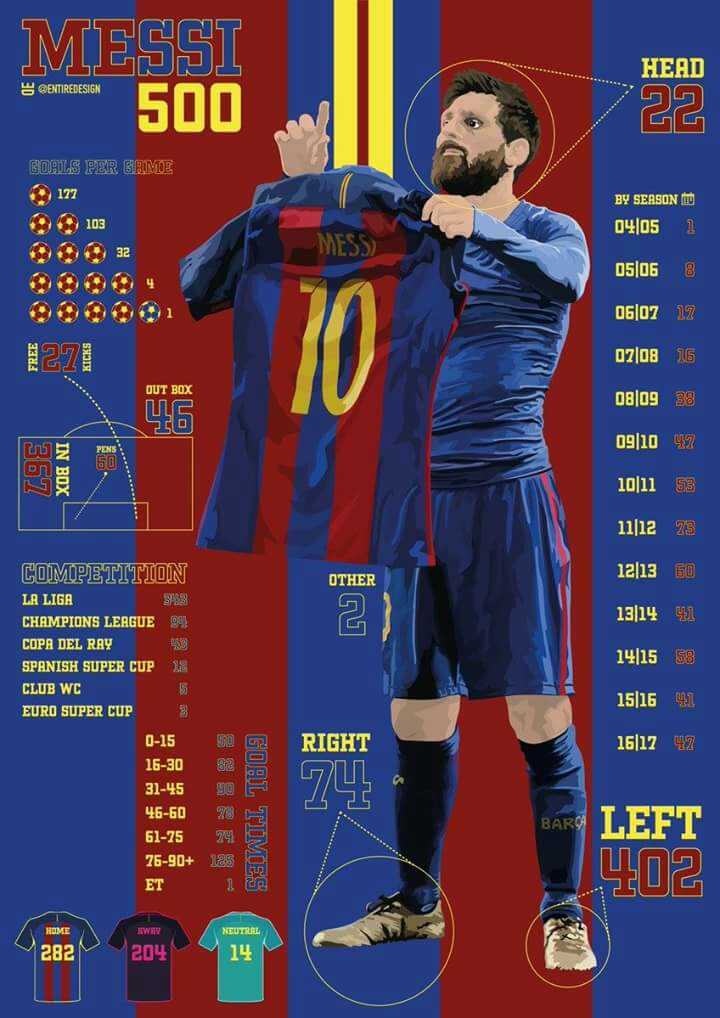 MESSI
DE @ENTIREDESIGN
500
HEAD
22
GOALS PER GAME
177
103
32
4
1
FREE 27 KICKS
OUT BOX
46
IN BOX
367
PENS
60
MESSI
10
BY SEASON
04|05 1
05|06 8
06|07 17
07|08 16
08|09 38
09|10 47
10|11 53
11|12 73
12|13 60
13|14 41
14|15 58
15|16 41
16|17 47
COMPETITION
LA LIGA 343
CHAMPIONS LEAGUE 94
COPA DEL RAY 43
SPANISH SUPER CUP 12
CLUB WC 5
EURO SUPER CUP 3
OTHER
2
GOAL TIMES
0-15 50
16-30 82
31-45 90
46-60 78
61-75 74
76-90+ 125
ET 1
RIGHT
74
BARÇA
LEFT
402
HOME
282
AWAY
204
NEUTRAL
14